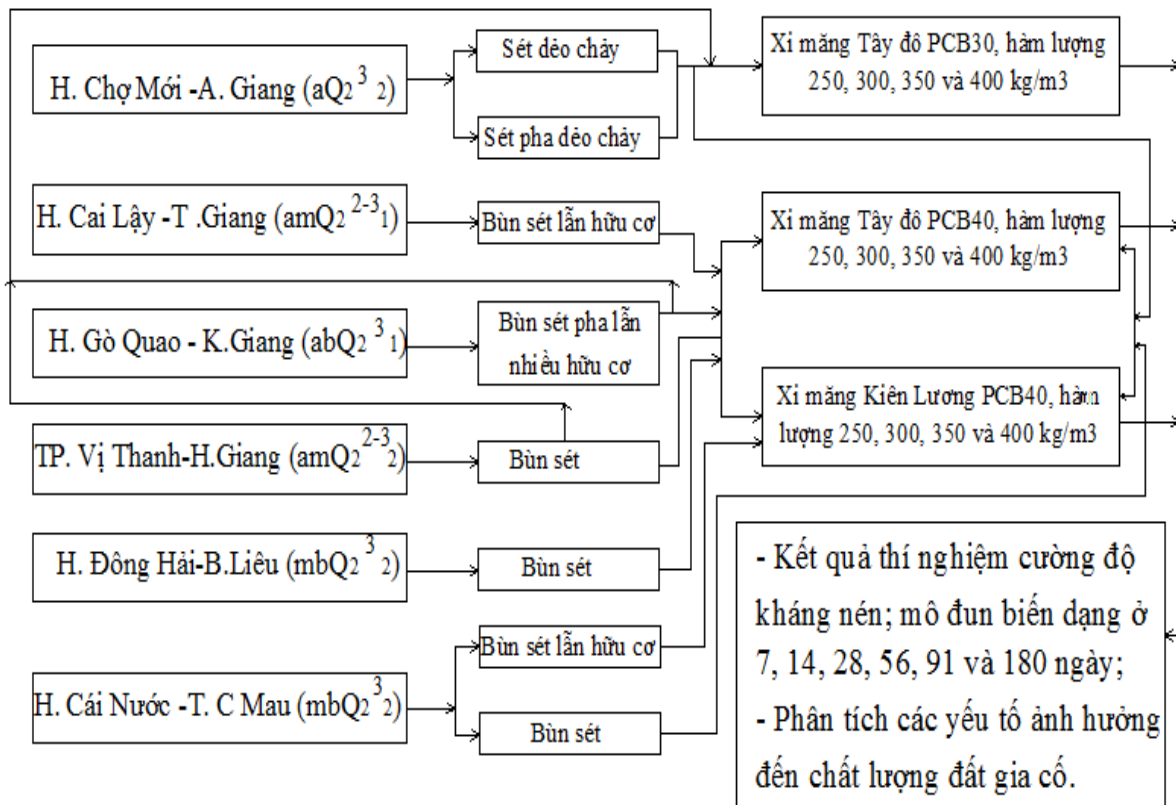 H. Chợ Mới -A. Giang (aQ2 3 2)
Sét dẻo chảy
Sét pha dẻo chảy
Xi măng Tây đô PCB30, hàm lượng
250, 300, 350 và 400 kg/m3
H. Cai Lậy -T .Giang (amQ2 2-3 1)
Bùn sét lẫn hữu cơ
Xi măng Tây đô PCB40, hàm lượng
250, 300, 350 và 400 kg/m3
H. Gò Quao - K.Giang (abQ2 3 1)
Bùn sét pha lẫn
nhiều hữu cơ
Xi măng Kiên Lương PCB40, hàm
lượng 250, 300, 350 và 400 kg/m3
TP. Vị Thanh-H.Giang (amQ2 2-3 2)
Bùn sét
H. Đông Hải-B.Liêu (mbQ2 3 2)
Bùn sét
H. Cái Nước -T. C Mau (mbQ2 3 2)
Bùn sét lẫn hữu cơ
Bùn sét
- Kết quả thí nghiệm cường độ
kháng nén; mô đun biến dạng ở
7, 14, 28, 56, 91 và 180 ngày;
- Phân tích các yếu tố ảnh hưởng
đến chất lượng đất gia cố.